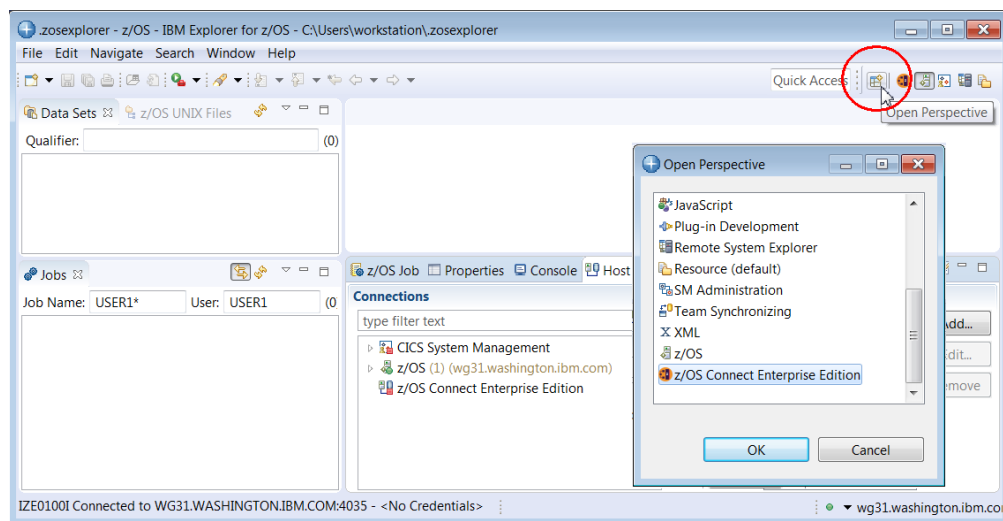 .zosexplorer - z/OS - IBM Explorer for z/OS - C:\Users\workstation\.zosexplorer
File Edit Navigate Search Window Help
Quick Access
Open Perspective
Data Sets z/OS UNIX Files
Qualifier: (0)
Open Perspective
JavaScript
Plug-in Development
Remote System Explorer
Resource (default)
SM Administration
Team Synchronizing
X XML
z/OS
z/OS Connect Enterprise Edition
OK Cancel
Jobs
Job Name: USER1* User: USER1 (0
z/OS Job Properties Console Host
Connections
type filter text
CICS System Management
z/OS (1) (wg31.washington.ibm.com)
z/OS Connect Enterprise Edition
dd...
dit...
move
IZE0100I Connected to WG31.WASHINGTON.IBM.COM:4035 - <No Credentials>
wg31.washington.ibm.co